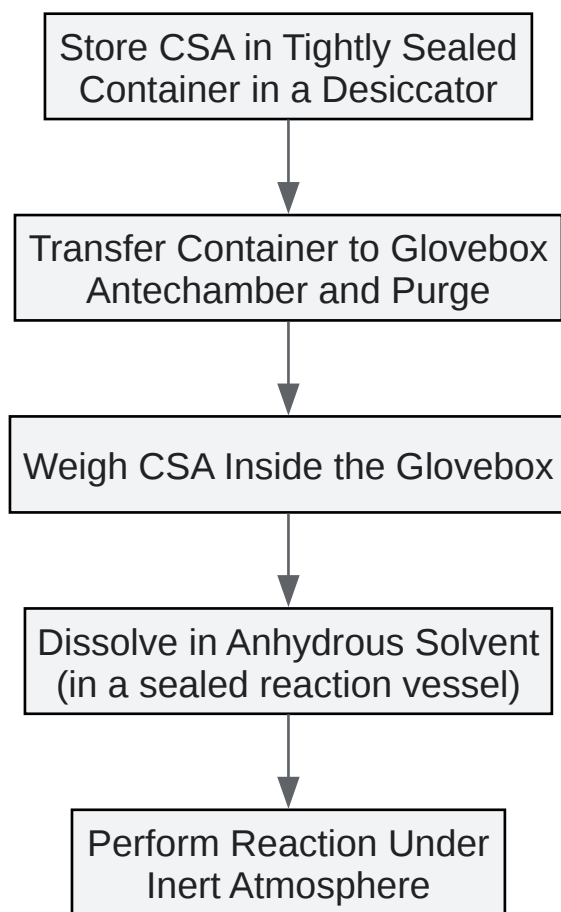 Store CSA in Tightly Sealed
Container in a Desiccator
Transfer Container to Glovebox
Antechamber and Purge
Weigh CSA Inside the Glovebox
Dissolve in Anhydrous Solvent
(in a sealed reaction vessel)
Perform Reaction Under
Inert Atmosphere